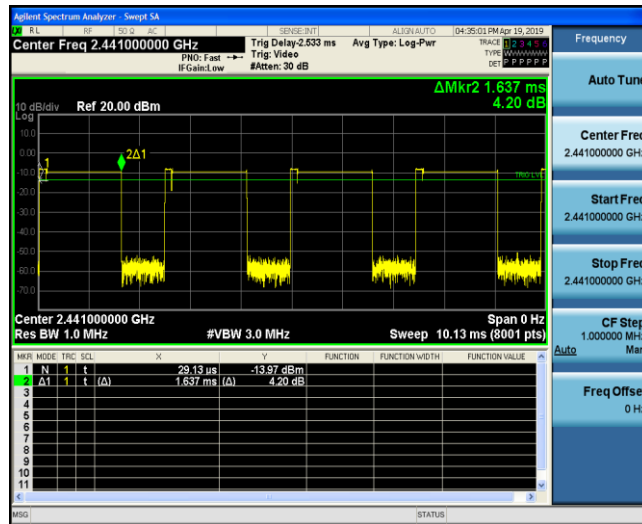 Agilent Spectrum Analyzer - Swept SA
RL RF 50 Ω AC SENSE:INT ALIGN AUTO 04:35:01 PM Apr 19, 2019
Center Freq 2.441000000 GHz Trig Delay-2.533 ms Avg Type: Log-Pwr TRACE 1 2 3 4 5 6
PNO: Fast Trig: Video TYPE WWWWWW
IFGain:Low #Atten: 30 dB DET P P P P P P
ΔMkr2 1.637 ms
4.20 dB
10 dB/div Ref 20.00 dBm
Log
10.0
0.00
-10.0
-20.0
-30.0
-40.0
-50.0
-60.0
-70.0
1
2Δ1
TRIG LVL
Center 2.441000000 GHz Span 0 Hz
Res BW 1.0 MHz #VBW 3.0 MHz Sweep 10.13 ms (8001 pts)
MKR MODE TRC SCL X Y FUNCTION FUNCTION WIDTH FUNCTION VALUE
1 N 1 t 29.13 us -13.97 dBm
2 Δ1 1 t (Δ) 1.637 ms (Δ) 4.20 dB
3
4
5
6
7
8
9
10
11
MSG STATUS
Frequency
Auto Tune
Center Freq
2.441000000 GHz
Start Freq
2.441000000 GHz
Stop Freq
2.441000000 GHz
CF Step
1.000000 MHz
Auto Man
Freq Offset
0 Hz